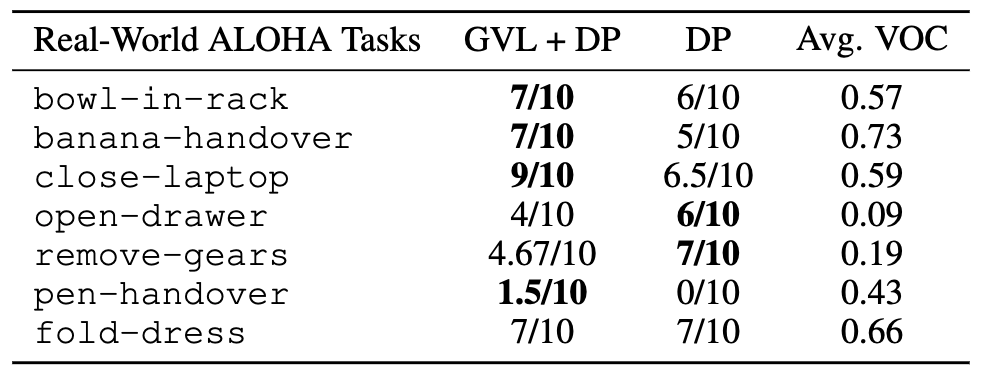 Real-World ALOHA Tasks GVL + DP DP Avg. VOC
bowl-in-rack 7/10 6/10 0.57
banana-handover 7/10 5/10 0.73
close-laptop 9/10 6.5/10 0.59
open-drawer 4/10 6/10 0.09
remove-gears 4.67/10 7/10 0.19
pen-handover 1.5/10 0/10 0.43
fold-dress 7/10 7/10 0.66